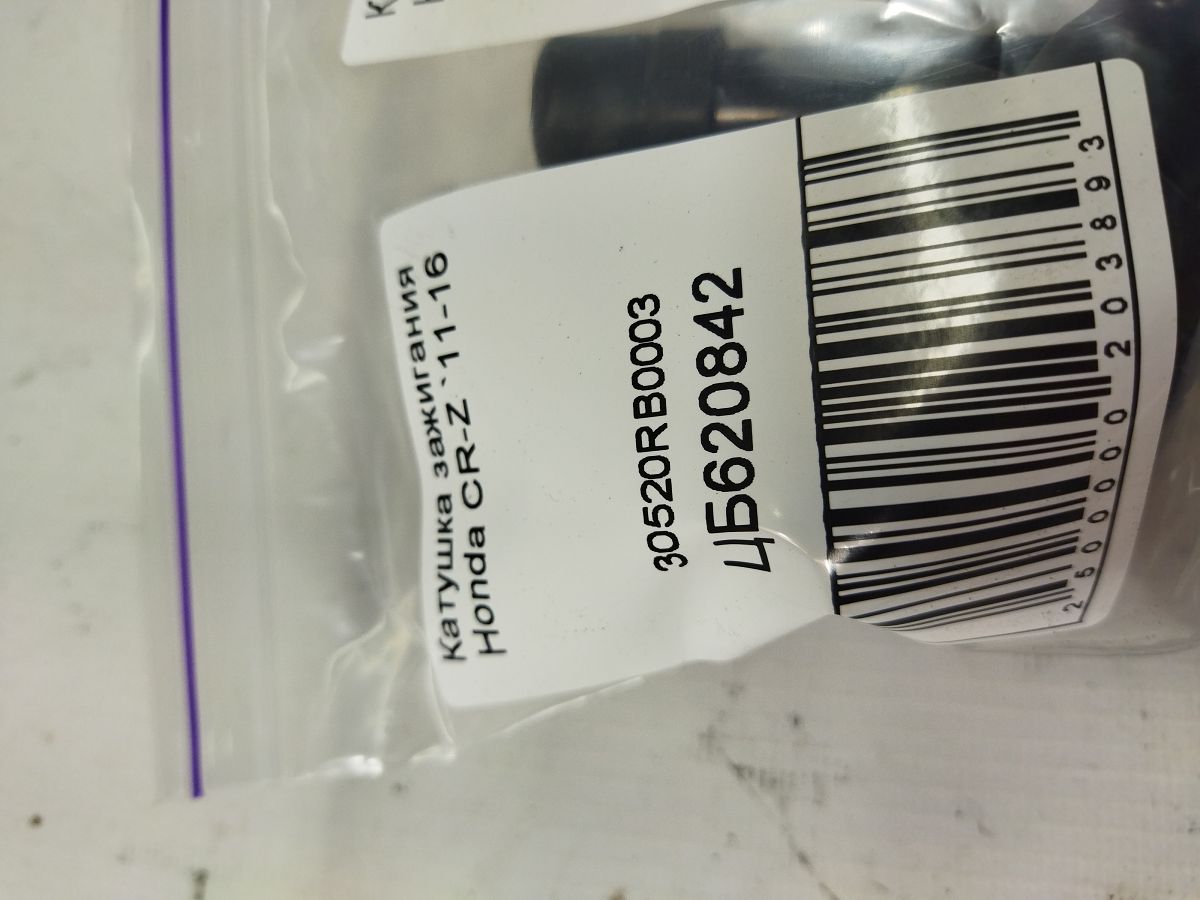 Катушка зажигания
Honda CR-Z `11-16
30520RB0003
ЦБ620842
2500000203893